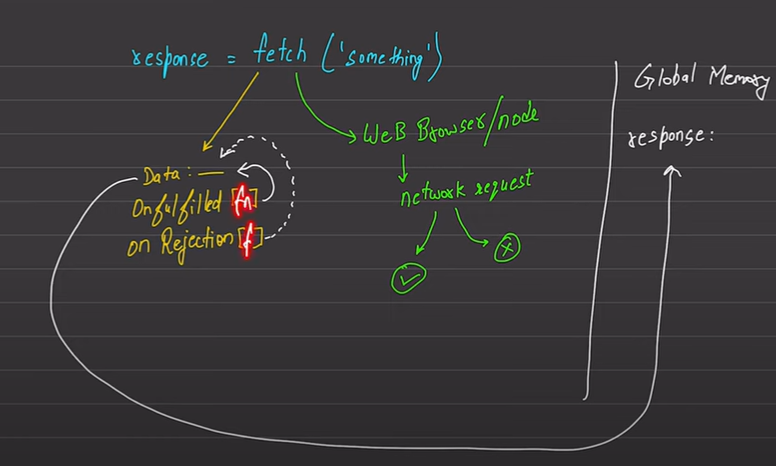 response = fetch ('something')
Global Memory
WeB Browser/node
response:
Data: —
network request
Onfulfilled [fn]
on Rejection [f]